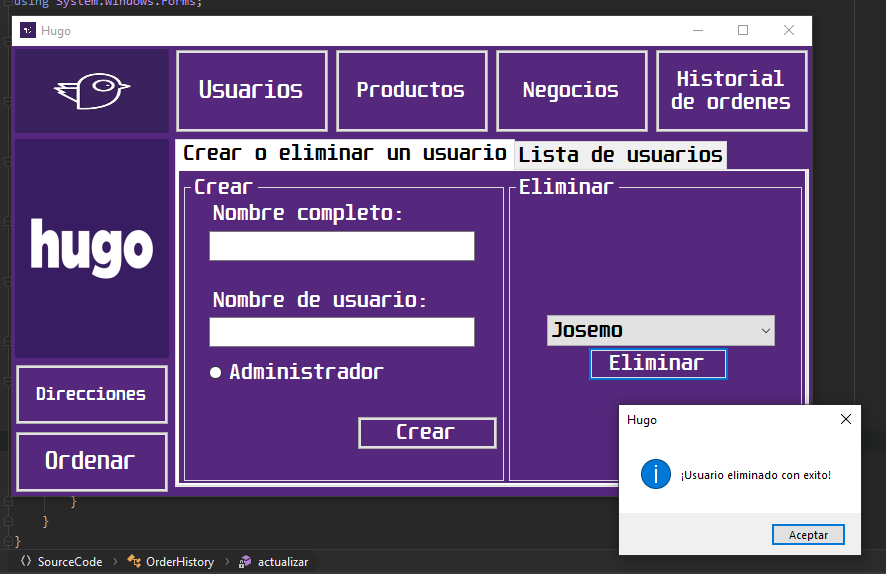 using System.Windows.Forms;
Hugo
Usuarios
Productos
Negocios
Historial
de ordenes
hugo
Direcciones
Ordenar
Crear o eliminar un usuario
Lista de usuarios
Crear
Nombre completo:
Nombre de usuario:
Administrador
Crear
Eliminar
Josemo
Eliminar
Hugo
¡Usuario eliminado con exito!
Aceptar
}
}
}
SourceCode
OrderHistory
actualizar